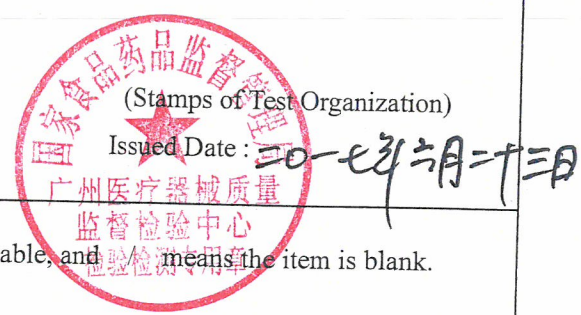 国家食品药品监督管理局
(Stamps of Test Organization)
Issued Date : 二〇一七年六月二十三日
广州医疗器械质量
监督检验中心
检验检测专用章
able, and / means the item is blank.